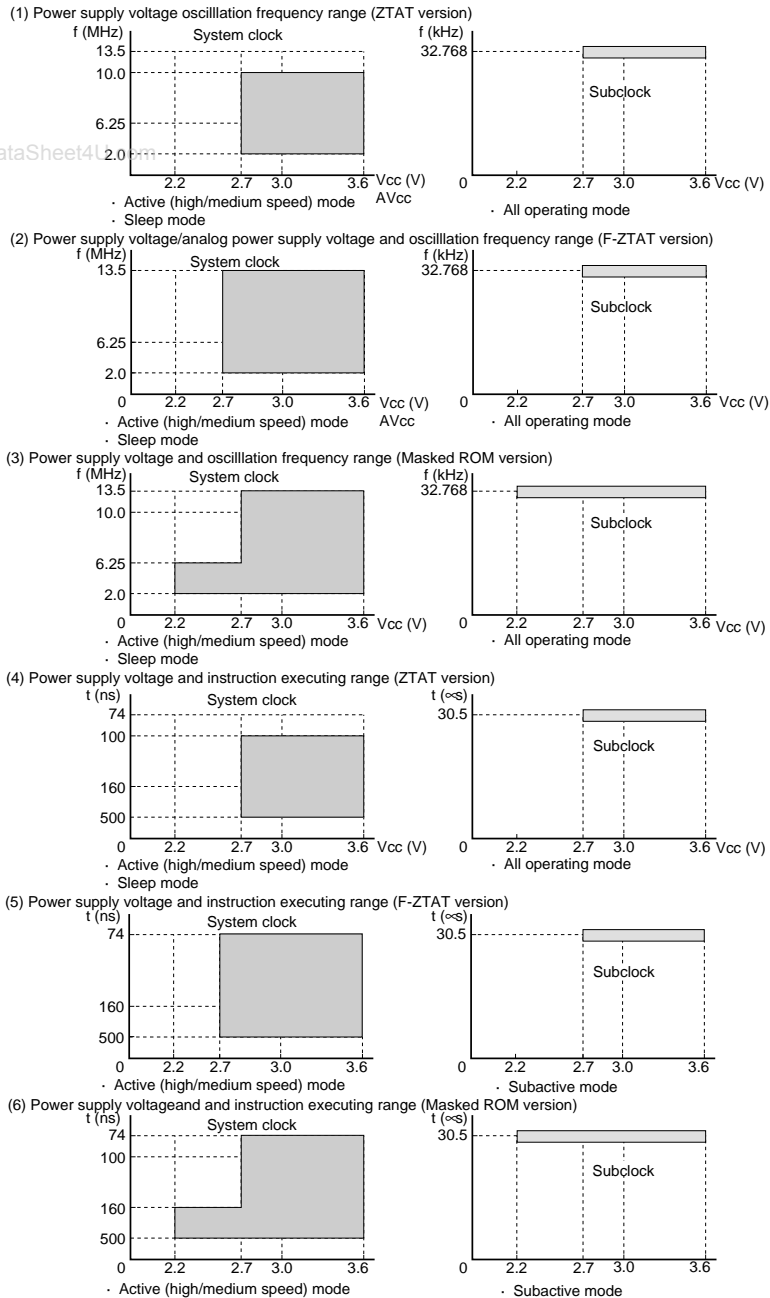 (1) Power supply voltage oscilllation frequency range (ZTAT version)
f (MHz)
System clock
13.5
10.0
6.25
2.0
2.2 2.7 3.0 3.6 Vcc (V)
AVcc
· Active (high/medium speed) mode
· Sleep mode
f (kHz)
32.768
Subclock
0 2.2 2.7 3.0 3.6 Vcc (V)
· All operating mode
ataSheet4U.com
(2) Power supply voltage/analog power supply voltage and oscilllation frequency range (F-ZTAT version)
f (MHz)
System clock
13.5
6.25
2.0
0 2.2 2.7 3.0 3.6 Vcc (V)
AVcc
· Active (high/medium speed) mode
· Sleep mode
f (kHz)
32.768
Subclock
0 2.2 2.7 3.0 3.6 Vcc (V)
· All operating mode
(3) Power supply voltage and oscilllation frequency range (Masked ROM version)
f (MHz)
System clock
13.5
10.0
6.25
2.0
0 2.2 2.7 3.0 3.6 Vcc (V)
· Active (high/medium speed) mode
· Sleep mode
f (kHz)
32.768
Subclock
0 2.2 2.7 3.0 3.6 Vcc (V)
· All operating mode
(4) Power supply voltage and instruction executing range (ZTAT version)
t (ns)
System clock
74
100
160
500
0 2.2 2.7 3.0 3.6 Vcc (V)
· Active (high/medium speed) mode
· Sleep mode
t (∝s)
30.5
Subclock
0 2.2 2.7 3.0 3.6 Vcc (V)
· All operating mode
(5) Power supply voltage and instruction executing range (F-ZTAT version)
t (ns)
System clock
74
160
500
0 2.2 2.7 3.0 3.6
· Active (high/medium speed) mode
t (∝s)
30.5
Subclock
0 2.2 2.7 3.0 3.6
· Subactive mode
(6) Power supply voltageand and instruction executing range (Masked ROM version)
t (ns)
System clock
74
100
160
500
0 2.2 2.7 3.0 3.6
· Active (high/medium speed) mode
t (∝s)
30.5
Subclock
0 2.2 2.7 3.0 3.6
· Subactive mode